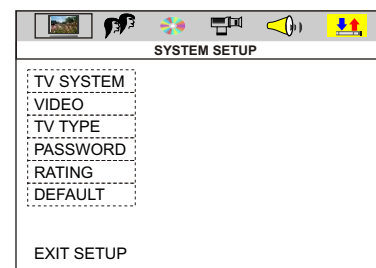 SYSTEM SETUP
TV SYSTEM
VIDEO
TV TYPE
PASSWORD
RATING
DEFAULT
EXIT SETUP